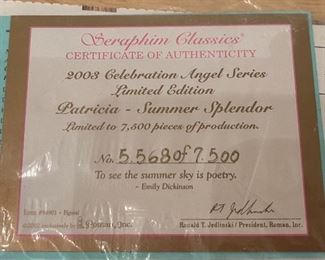 Seraphim Classics®
CERTIFICATE OF AUTHENTICITY
2003 Celebration Angel Series
Limited Edition
Patricia - Summer Splendor
Limited to 7,500 pieces of production.
No. 5,568 of 7,500
To see the summer sky is poetry.
- Emily Dickinson
Roman, Inc.
Ronald T. Jedlinski / President, Roman, Inc.